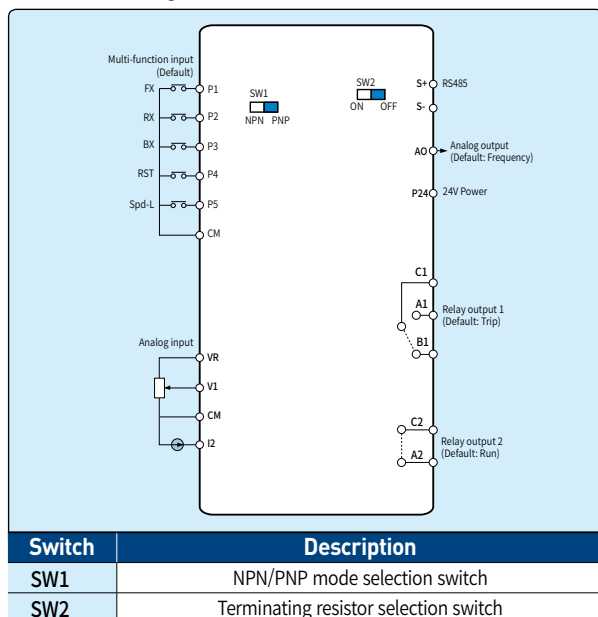 Multi-function input
(Default)
FX
P1
RX
P2
BX
P3
RST
P4
Spd-L
P5
CM
SW1
NPN PNP
SW2
ON OFF
S+ RS485
S-
AO Analog output
(Default: Frequency)
P24 24V Power
C1
A1 Relay output 1
(Default: Trip)
B1
Analog input
VR
V1
CM
I2
C2
Relay output 2
(Default: Run)
A2
Switch Description
SW1 NPN/PNP mode selection switch
SW2 Terminating resistor selection switch